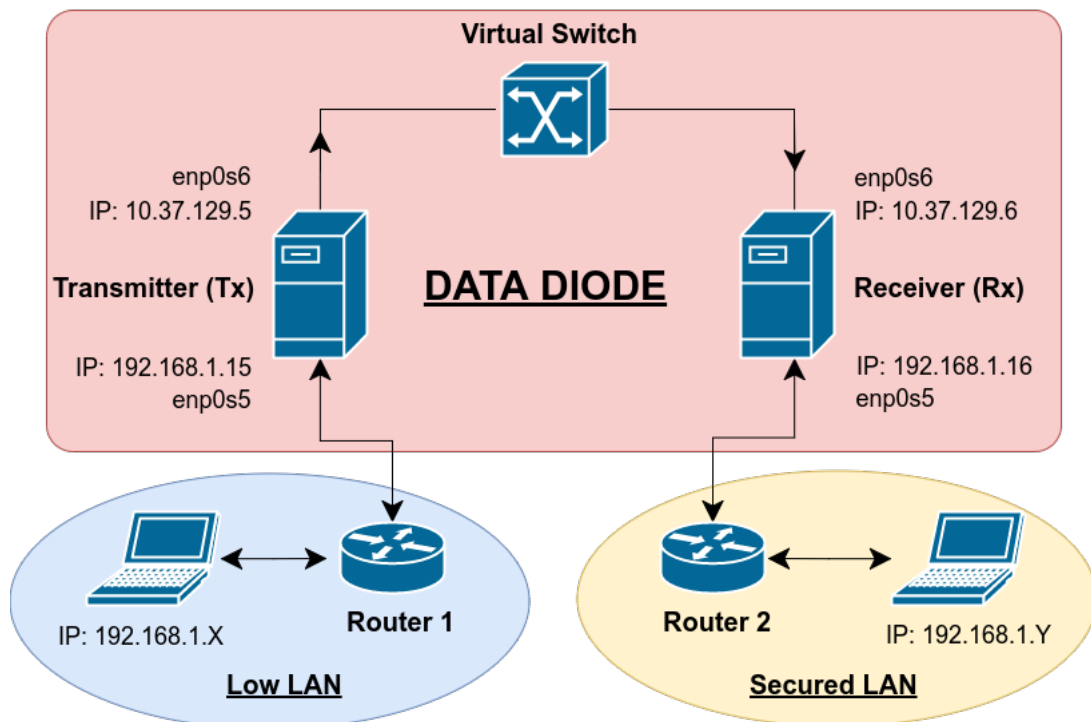 Virtual Switch
enp0s6
IP: 10.37.129.5
enp0s6
IP: 10.37.129.6
Transmitter (Tx)
DATA DIODE
Receiver (Rx)
IP: 192.168.1.15
enp0s5
IP: 192.168.1.16
enp0s5
Router 1
IP: 192.168.1.X
Low LAN
Router 2
IP: 192.168.1.Y
Secured LAN